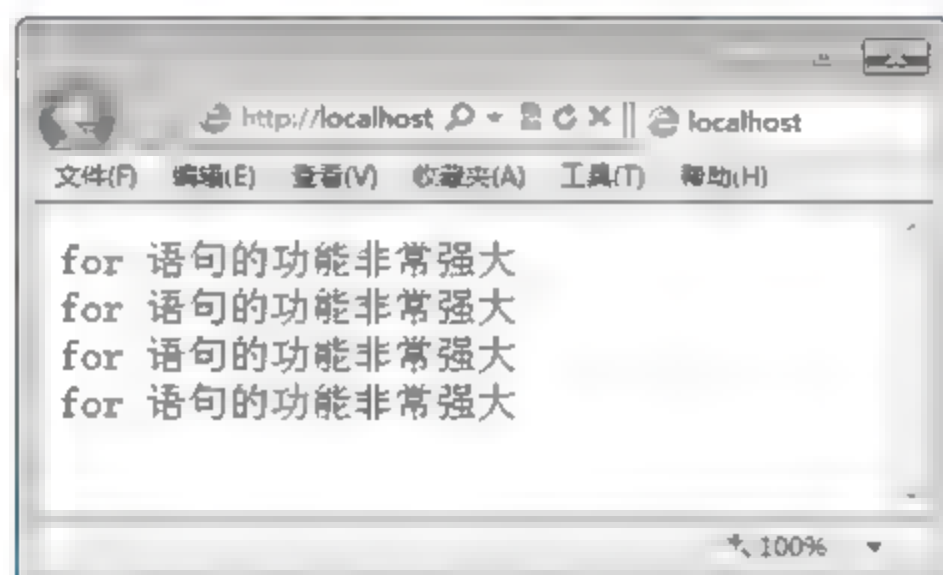 http://localhost localhost
文件(F) 编辑(E) 查看(V) 收藏夹(A) 工具(T) 帮助(H)
for 语句的功能非常强大
for 语句的功能非常强大
for 语句的功能非常强大
for 语句的功能非常强大
100%